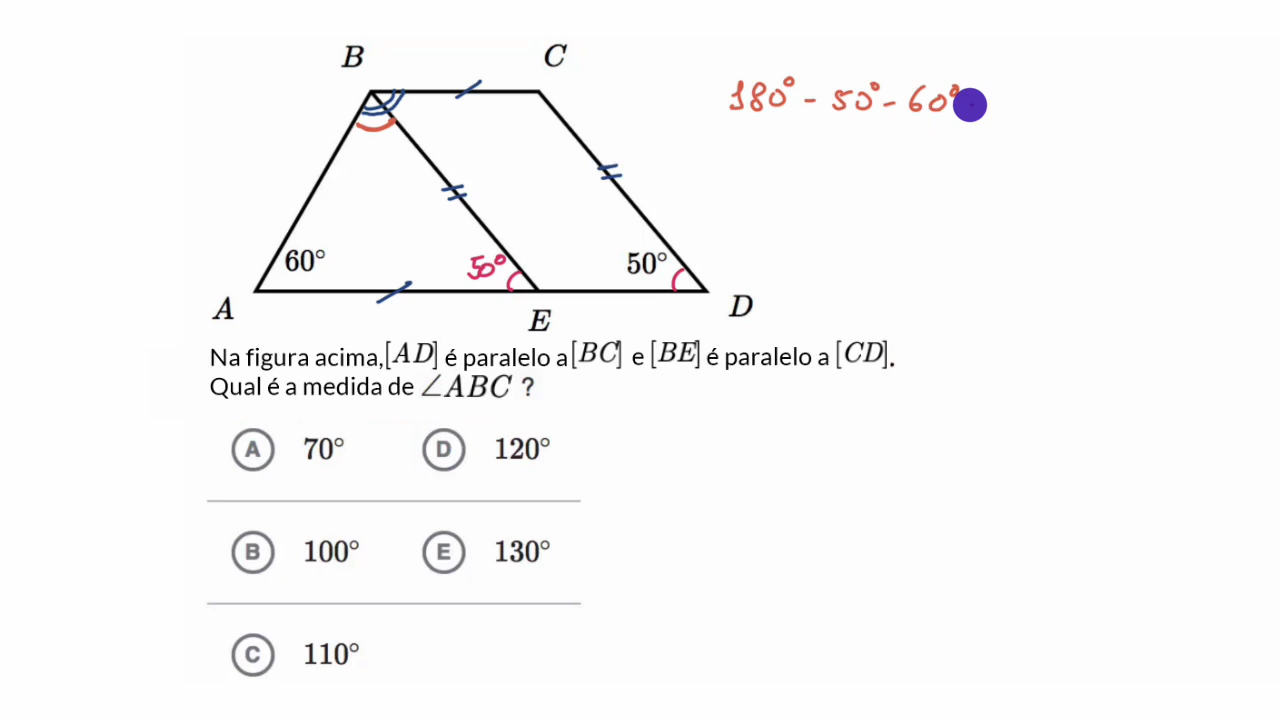 B
C
180° - 50° - 60°
60°
50°
50°
A
E
D
Na figura acima, [AD] é paralelo a [BC] e [BE] é paralelo a [CD].
Qual é a medida de ∠ABC ?
A 70°
D 120°
B 100°
E 130°
C 110°